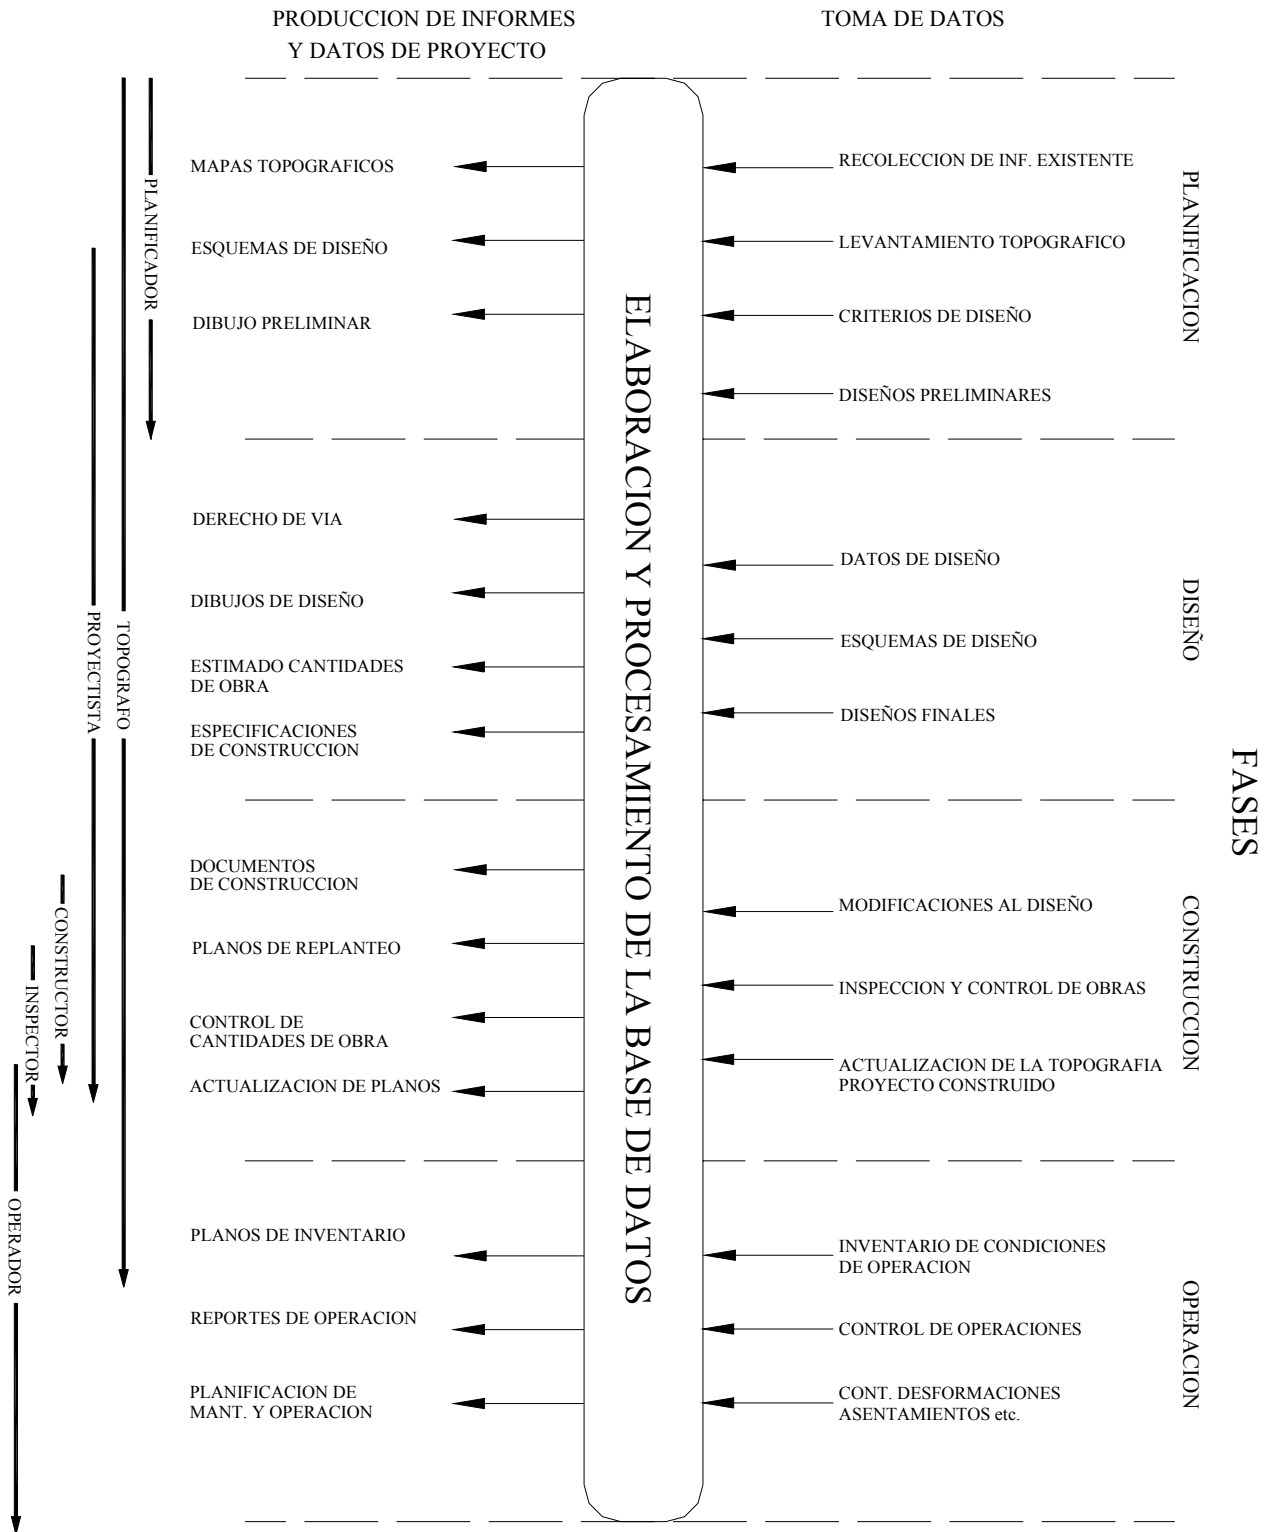 PRODUCCION DE INFORMES
Y DATOS DE PROYECTO
TOMA DE DATOS
MAPAS TOPOGRAFICOS
ESQUEMAS DE DISEÑO
DIBUJO PRELIMINAR
RECOLECCION DE INF. EXISTENTE
LEVANTAMIENTO TOPOGRAFICO
CRITERIOS DE DISEÑO
DISEÑOS PRELIMINARES
PLANIFICACION
DERECHO DE VIA
DIBUJOS DE DISEÑO
ESTIMADO CANTIDADES
DE OBRA
ESPECIFICACIONES
DE CONSTRUCCION
DATOS DE DISEÑO
ESQUEMAS DE DISEÑO
DISEÑOS FINALES
DISEÑO
DOCUMENTOS
DE CONSTRUCCION
PLANOS DE REPLANTEO
CONTROL DE
CANTIDADES DE OBRA
ACTUALIZACION DE PLANOS
MODIFICACIONES AL DISEÑO
INSPECCION Y CONTROL DE OBRAS
ACTUALIZACION DE LA TOPOGRAFIA
PROYECTO CONSTRUIDO
CONSTRUCCION
PLANOS DE INVENTARIO
REPORTES DE OPERACION
PLANIFICACION DE
MANT. Y OPERACION
INVENTARIO DE CONDICIONES
DE OPERACION
CONTROL DE OPERACIONES
CONT. DESFORMACIONES
ASENTAMIENTOS etc.
OPERACION
FASES
ELABORACION Y PROCESAMIENTO DE LA BASE DE DATOS
PLANIFICADOR
TOPOGRAFO
PROYECTISTA
CONSTRUCTOR
INSPECTOR
OPERADOR